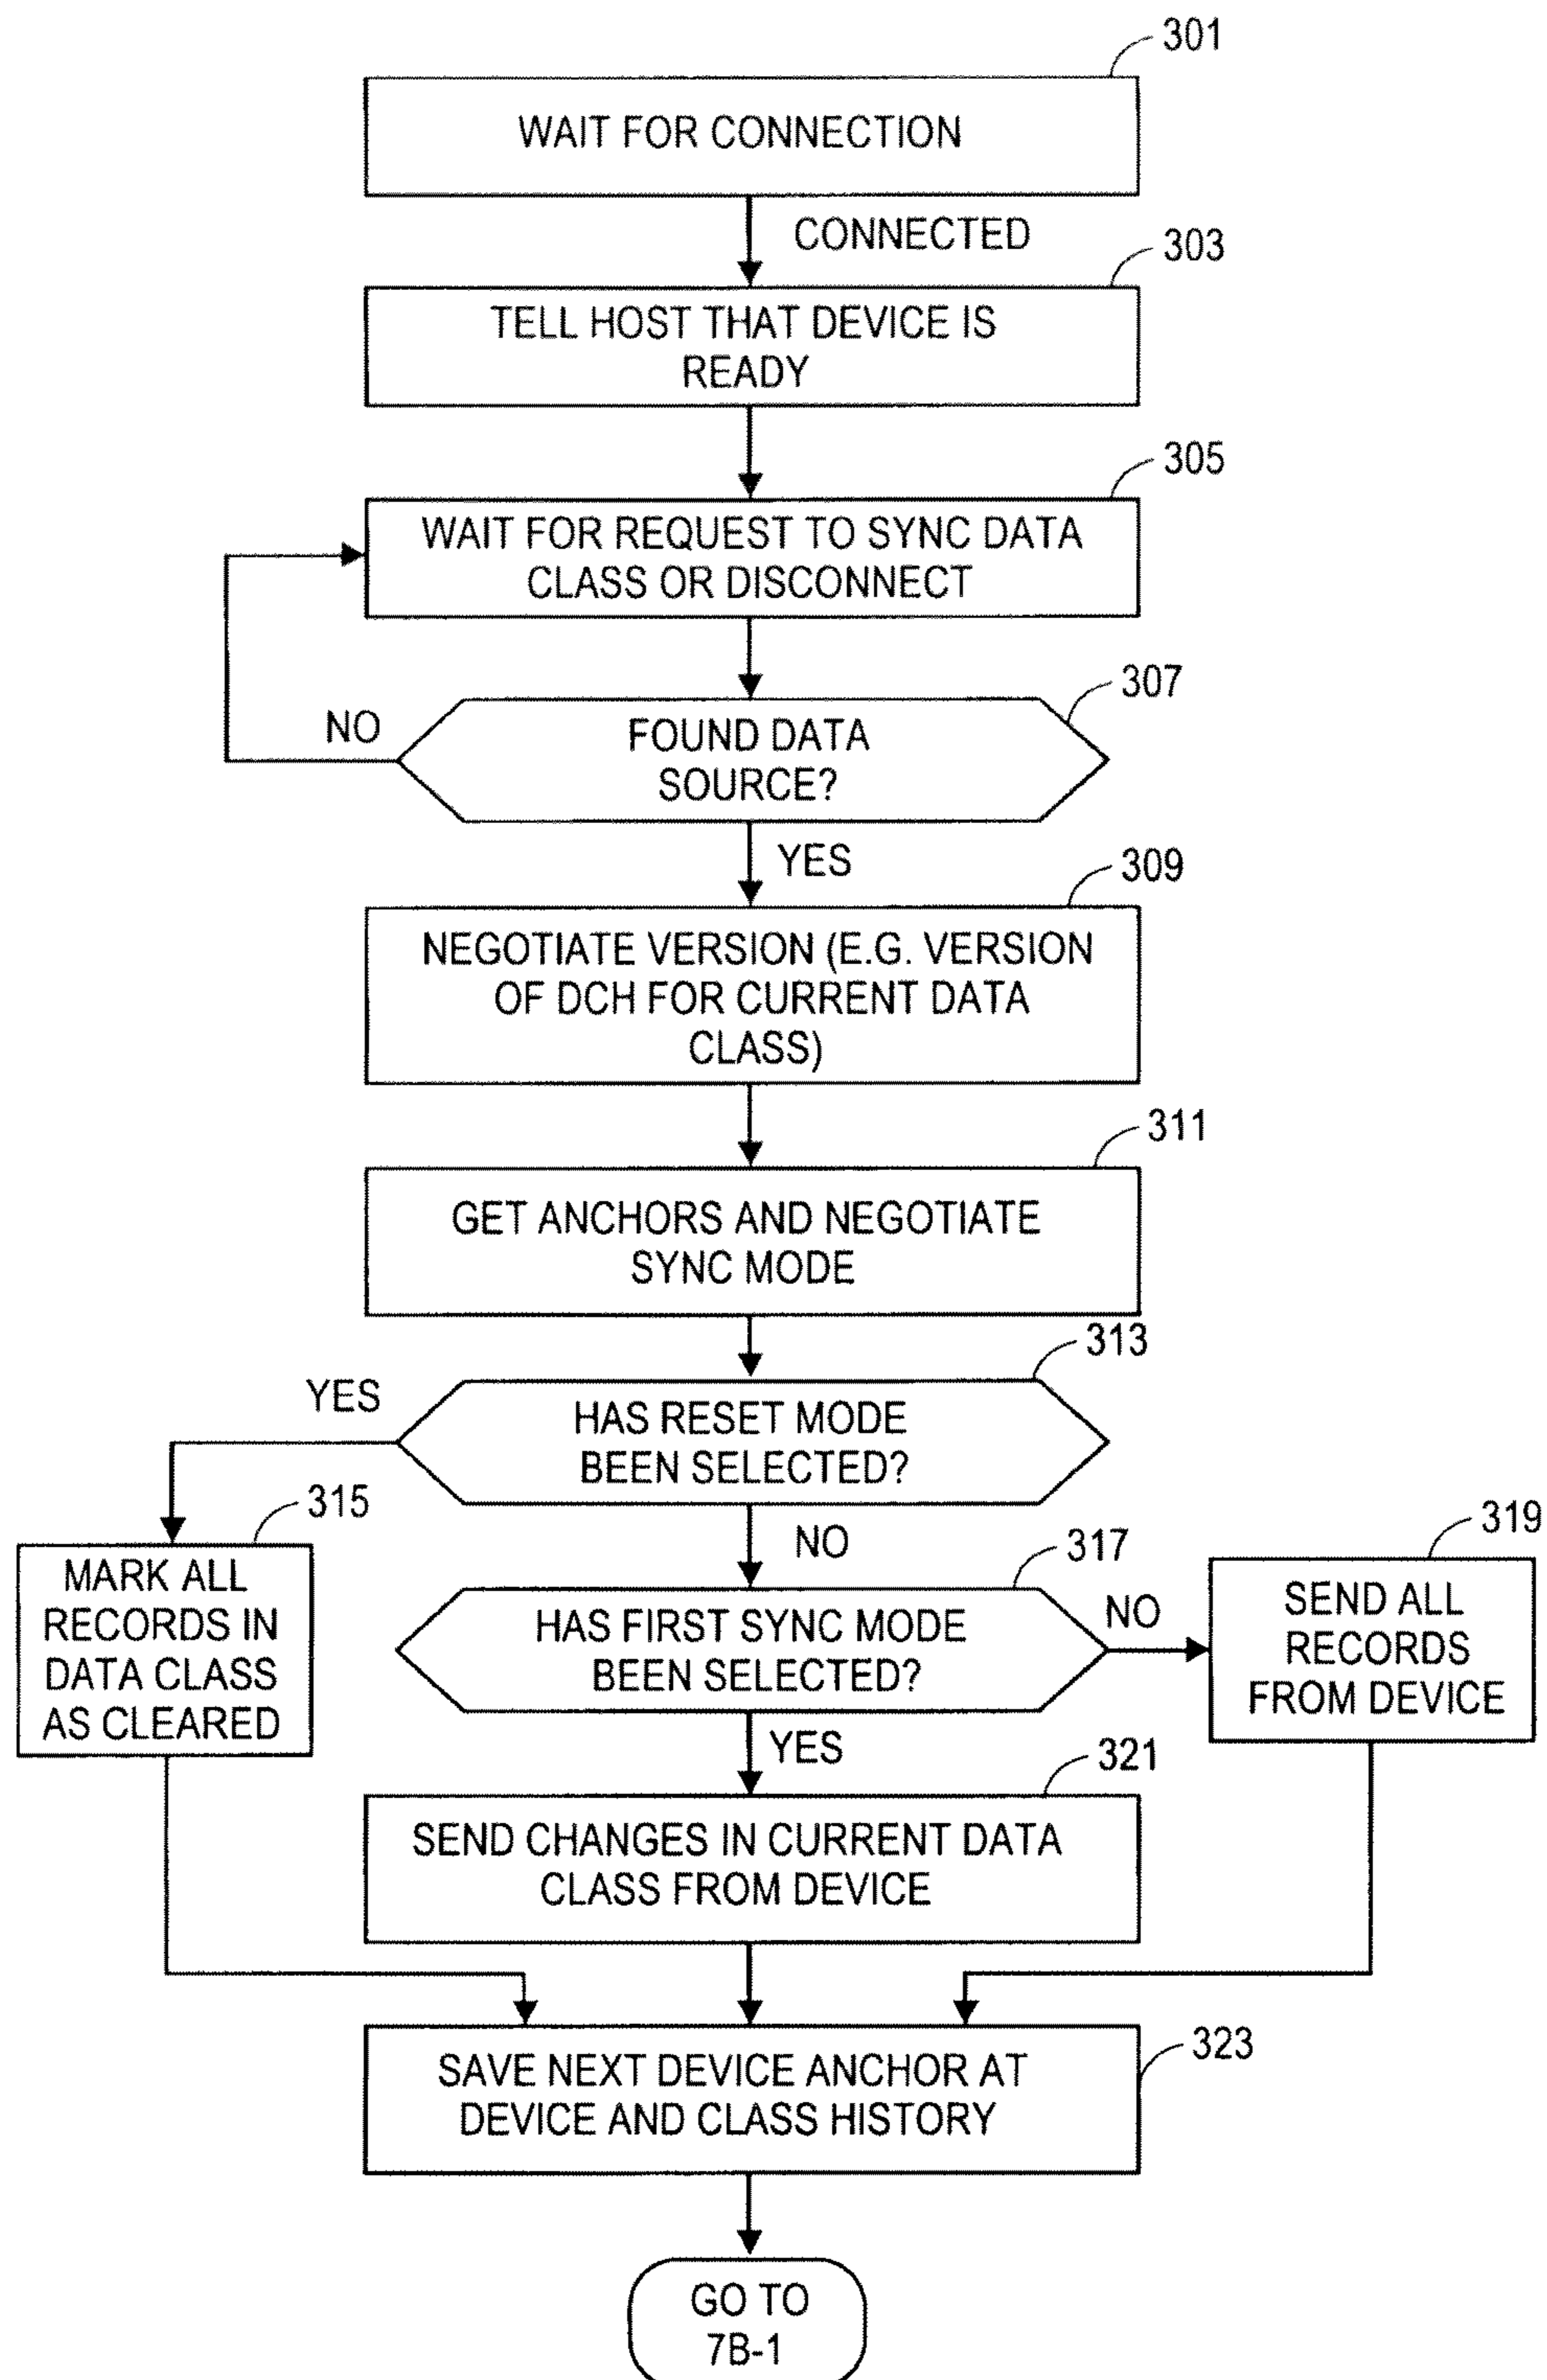 301
WAIT FOR CONNECTION
CONNECTED
303
TELL HOST THAT DEVICE IS
READY
305
WAIT FOR REQUEST TO SYNC DATA
CLASS OR DISCONNECT
307
NO
FOUND DATA
SOURCE?
YES
309
NEGOTIATE VERSION (E.G. VERSION
OF DCH FOR CURRENT DATA
CLASS)
311
GET ANCHORS AND NEGOTIATE
SYNC MODE
313
YES
HAS RESET MODE
BEEN SELECTED?
315
MARK ALL
RECORDS IN
DATA CLASS
AS CLEARED
NO
317
HAS FIRST SYNC MODE
BEEN SELECTED?
NO
319
SEND ALL
RECORDS
FROM DEVICE
YES
321
SEND CHANGES IN CURRENT DATA
CLASS FROM DEVICE
323
SAVE NEXT DEVICE ANCHOR AT
DEVICE AND CLASS HISTORY
GO TO
7B-1